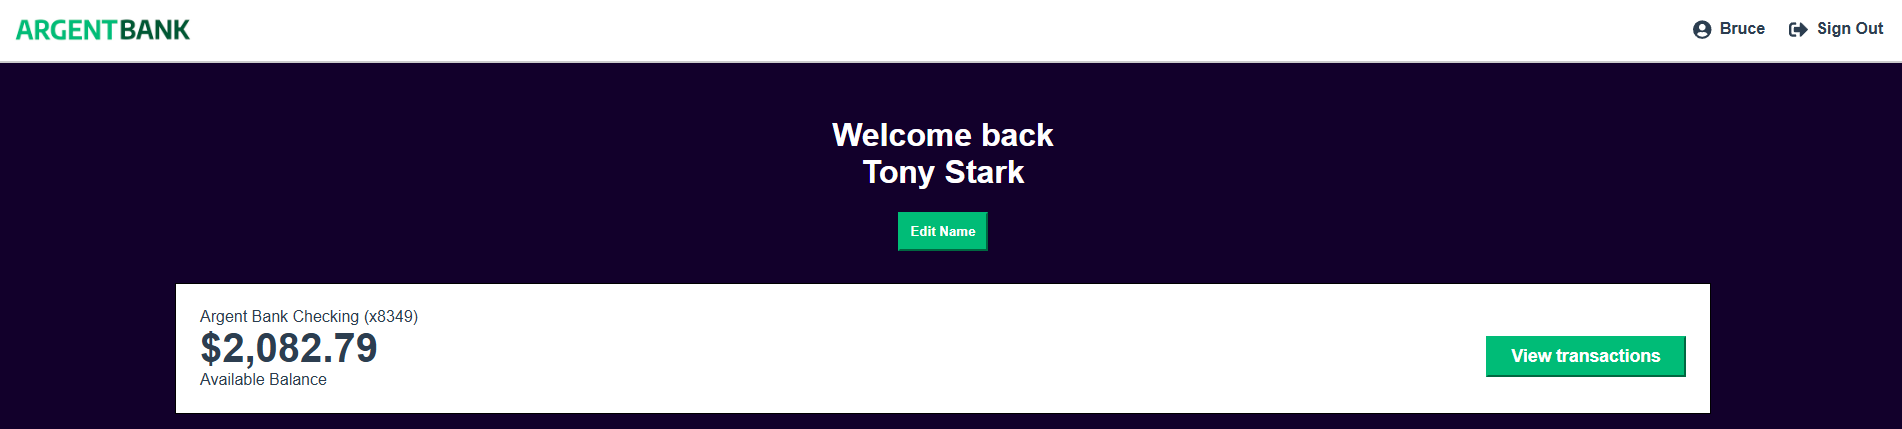 ARGENTBANK
Bruce Sign Out
Welcome back
Tony Stark
Edit Name
Argent Bank Checking (x8349)
$2,082.79
Available Balance
View transactions